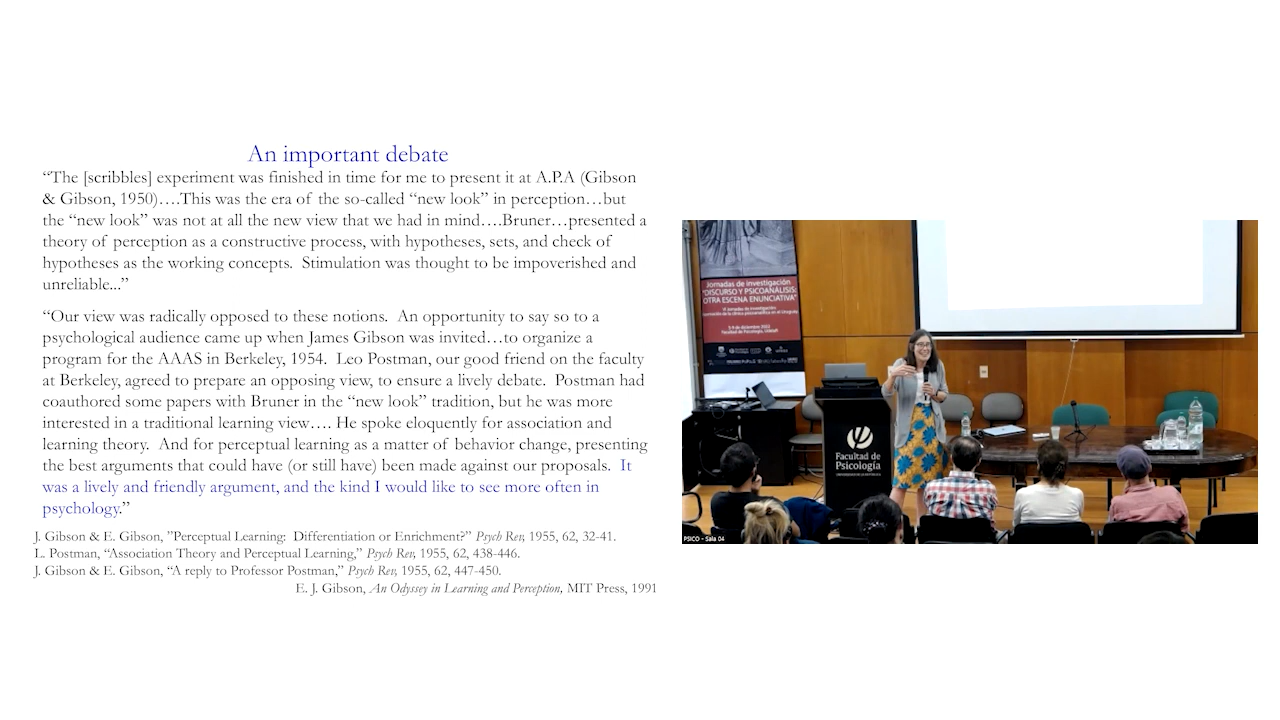 An important debate
“The [scribbles] experiment was finished in time for me to present it at A.P.A (Gibson
& Gibson, 1950)….This was the era of the so-called “new look” in perception…but
the “new look” was not at all the new view that we had in mind….Bruner…presented a
theory of perception as a constructive process, with hypotheses, sets, and check of
hypotheses as the working concepts.  Stimulation was thought to be impoverished and
unreliable...”
“Our view was radically opposed to these notions.  An opportunity to say so to a
psychological audience came up when James Gibson was invited…to organize a
program for the AAAS in Berkeley, 1954.  Leo Postman, our good friend on the faculty
at Berkeley, agreed to prepare an opposing view, to ensure a lively debate.  Postman had
coauthored some papers with Bruner in the “new look” tradition, but he was more
interested in a traditional learning view…. He spoke eloquently for association and
learning theory.  And for perceptual learning as a matter of behavior change, presenting
the best arguments that could have (or still have) been made against our proposals.  It
was a lively and friendly argument, and the kind I would like to see more often in
psychology.”
J. Gibson & E. Gibson, ”Perceptual Learning:  Differentiation or Enrichment?” Psych Rev, 1955, 62, 32-41.
L. Postman, “Association Theory and Perceptual Learning,” Psych Rev, 1955, 62, 438-446.
J. Gibson & E. Gibson, “A reply to Professor Postman,” Psych Rev, 1955, 62, 447-450.
E. J. Gibson, An Odyssey in Learning and Perception, MIT Press, 1991
Jornadas de investigación
"DISCURSO Y PSICOANÁLISIS:
OTRA ESCENA ENUNCIATIVA"
Facultad de
Psicología
UNIVERSIDAD DE LA REPÚBLICA
PSICO - Sala 04